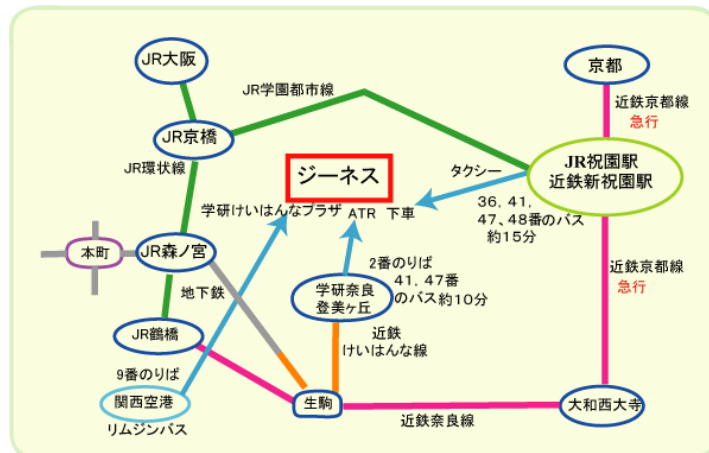 JR大阪
京都
JR学園都市線
近鉄京都線
急行
JR京橋
JR環状線
ジーネス
タクシー
JR祝園駅
近鉄新祝園駅
学研けいはんなプラザ ATR 下車
36, 41,
47、48番のバス
約15分
本町
JR森ノ宮
2番のりば
41, 47番
のバス約10分
学研奈良
登美ヶ丘
近鉄京都線
急行
地下鉄
JR鶴橋
近鉄
けいはんな線
9番のりば
関西空港
リムジンバス
生駒
近鉄奈良線
大和西大寺